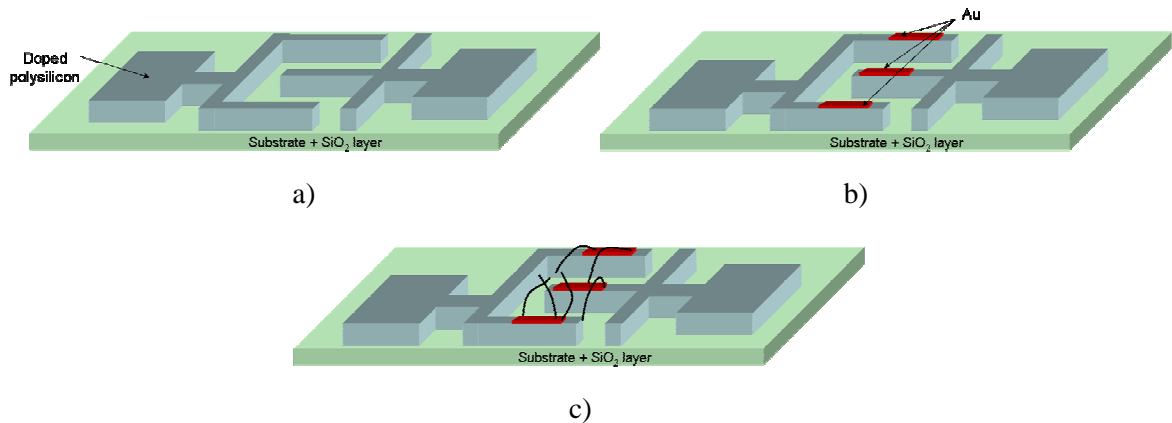 Doped
polysilicon
Substrate + SiO₂ layer
a)
Au
Substrate + SiO₂ layer
b)
Substrate + SiO₂ layer
c)